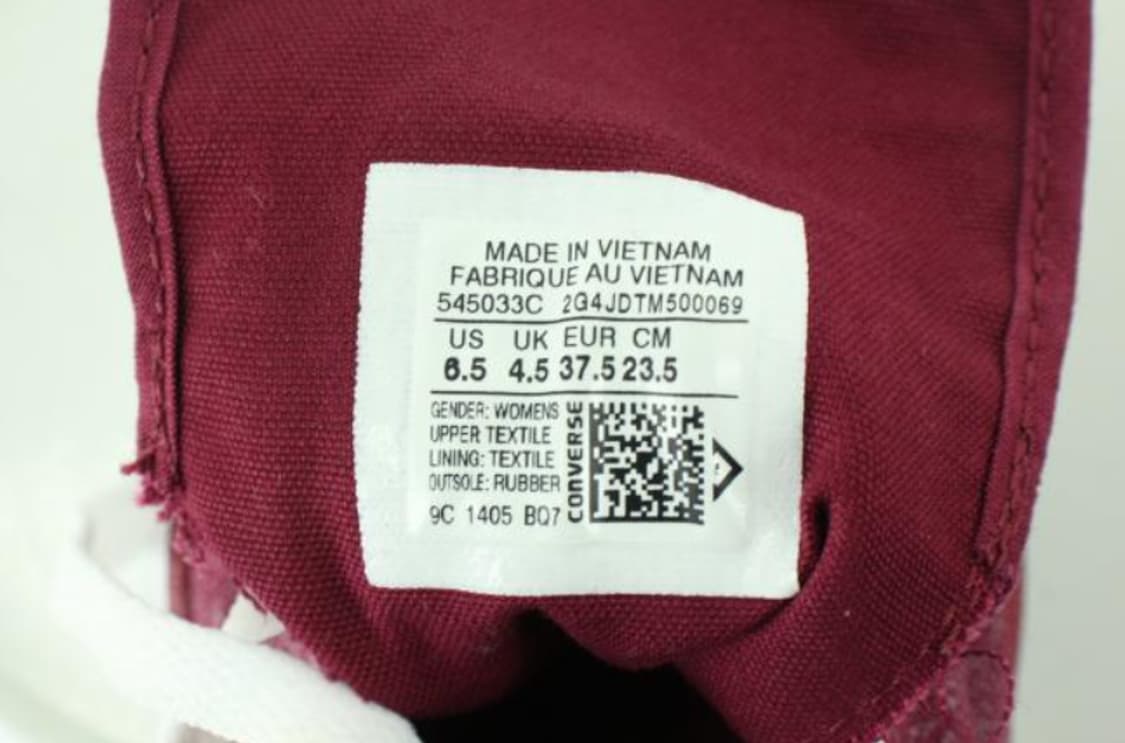 MADE IN VIETNAM
FABRIQUE AU VIETNAM
545033C 2G4JDTM500069
US UK EUR CM
6.5 4.5 37.5 23.5
GENDER: WOMENS
UPPER TEXTILE
LINING: TEXTILE
OUTSOLE: RUBBER
9C 1405 BQ7
CONVERSE